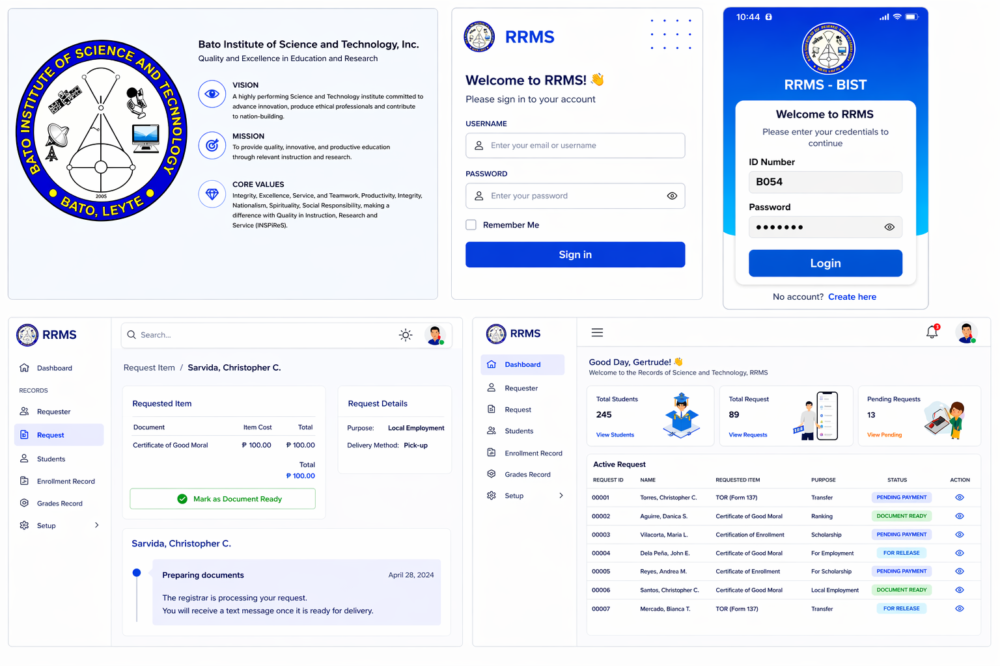 BATO INSTITUTE OF SCIENCE AND TECNNOLOGY
2005
BATO, LEYTE
Bato Institute of Science and Technology, Inc.
Quality and Excellence in Education and Research
VISION
A highly performing Science and Technology institute committed to
advance innovation, produce ethical professionals and contribute
to nation-building.
MISSION
To provide quality, innovative, and productive education
through relevant instruction and research.
CORE VALUES
Integrity, Excellence, Service, and Teamwork, Productivity, Integrity,
Nationalism, Spirituality, Social Responsibility, making a
difference with Quality in Instruction, Research and
Service (INSPiReS).
RRMS
Welcome to RRMS! 👋
Please sign in to your account
USERNAME
Enter your email or username
PASSWORD
Enter your password
Remember Me
Sign in
10:44
RRMS - BIST
Welcome to RRMS
Please enter your credentials to
continue
ID Number
B054
Password
●●●●●●●
Login
No account? Create here
RRMS
Dashboard
RECORDS
Requester
Request
Students
Enrollment Record
Grades Record
Setup
Search...
Request Item / Sarvida, Christopher C.
Requested Item
Document Item Cost Total
Certificate of Good Moral ₱ 100.00 ₱ 100.00
Total
₱ 100.00
Mark as Document Ready
Request Details
Purpose: Local Employment
Delivery Method: Pick-up
Sarvida, Christopher C.
Preparing documents April 28, 2024
The registrar is processing your request.
You will receive a text message once it is ready for delivery.
RRMS
Dashboard
Requester
Request
Students
Enrollment Record
Grades Record
Setup
Good Day, Gertrude! 👋
Welcome to the Records of Science and Technology, RRMS
Total Students
245
View Students
Total Request
89
View Requests
Pending Requests
13
View Pending
Active Request
REQUEST ID NAME REQUESTED ITEM PURPOSE STATUS ACTION
00001 Torres, Christopher C. TOR (Form 137) Transfer PENDING PAYMENT
00002 Aguirre, Danica S. Certificate of Good Moral Ranking DOCUMENT READY
00003 Vilacorta, Maria L. Certification of Enrollment Scholarship PENDING PAYMENT
00004 Dela Peña, John E. Certificate of Good Moral For Employment FOR RELEASE
00005 Reyes, Andrea M. Certificate of Enrollment For Scholarship PENDING PAYMENT
00006 Santos, Christopher C. Certificate of Good Moral Local Employment DOCUMENT READY
00007 Mercado, Bianca T. TOR (Form 137) Transfer FOR RELEASE